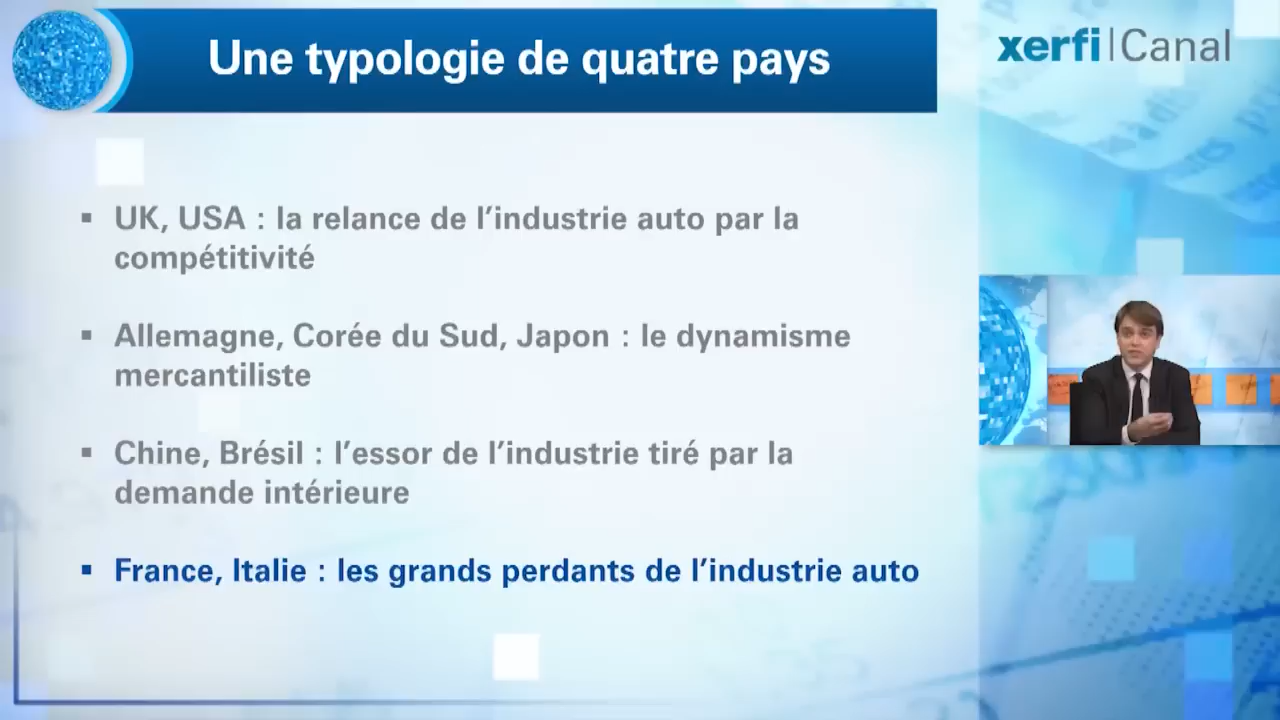 Une typologie de quatre pays
xerfi|Canal
▪ UK, USA : la relance de l'industrie auto par la
compétitivité
▪ Allemagne, Corée du Sud, Japon : le dynamisme
mercantiliste
▪ Chine, Brésil : l'essor de l'industrie tiré par la
demande intérieure
▪ France, Italie : les grands perdants de l'industrie auto